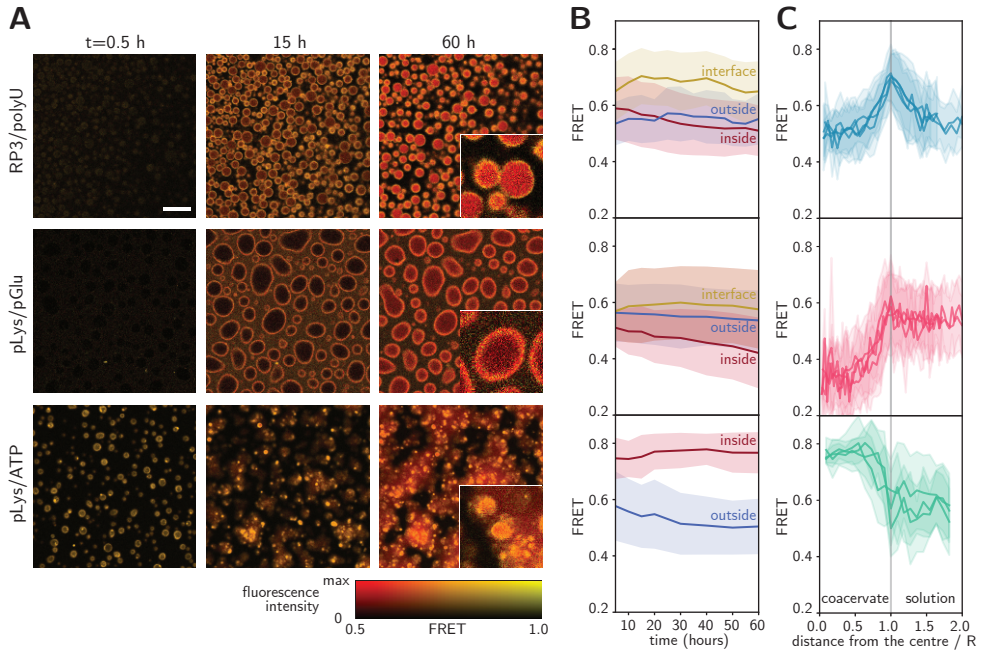 A
B
C
t=0.5 h
15 h
60 h
RP3/polyU
pLys/pGlu
pLys/ATP
fluorescence
intensity
max
0
0.5
FRET
1.0
FRET
0.8
0.6
0.4
0.2
interface
outside
inside
FRET
0.8
0.6
0.4
0.2
interface
outside
inside
FRET
0.8
0.6
0.4
0.2
inside
outside
10 20 30 40 50 60
time (hours)
FRET
0.8
0.6
0.4
0.2
FRET
0.8
0.6
0.4
0.2
FRET
0.8
0.6
0.4
0.2
coacervate
solution
0.0 0.5 1.0 1.5 2.0
distance from the centre / R